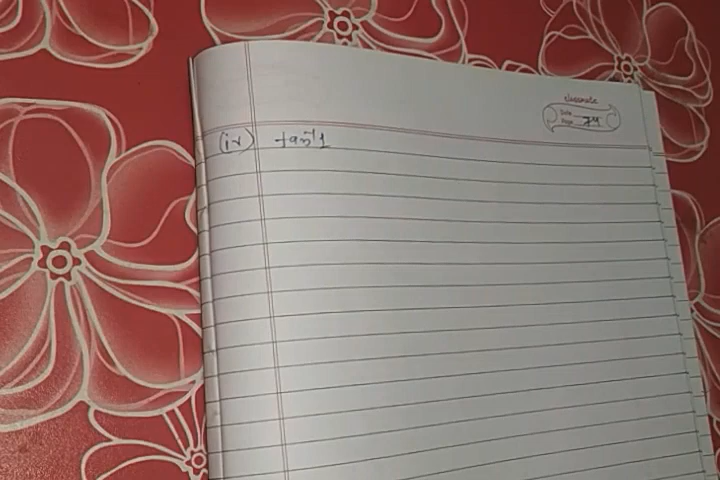 classmate
Date
Page 74
(iv) tan⁻¹1